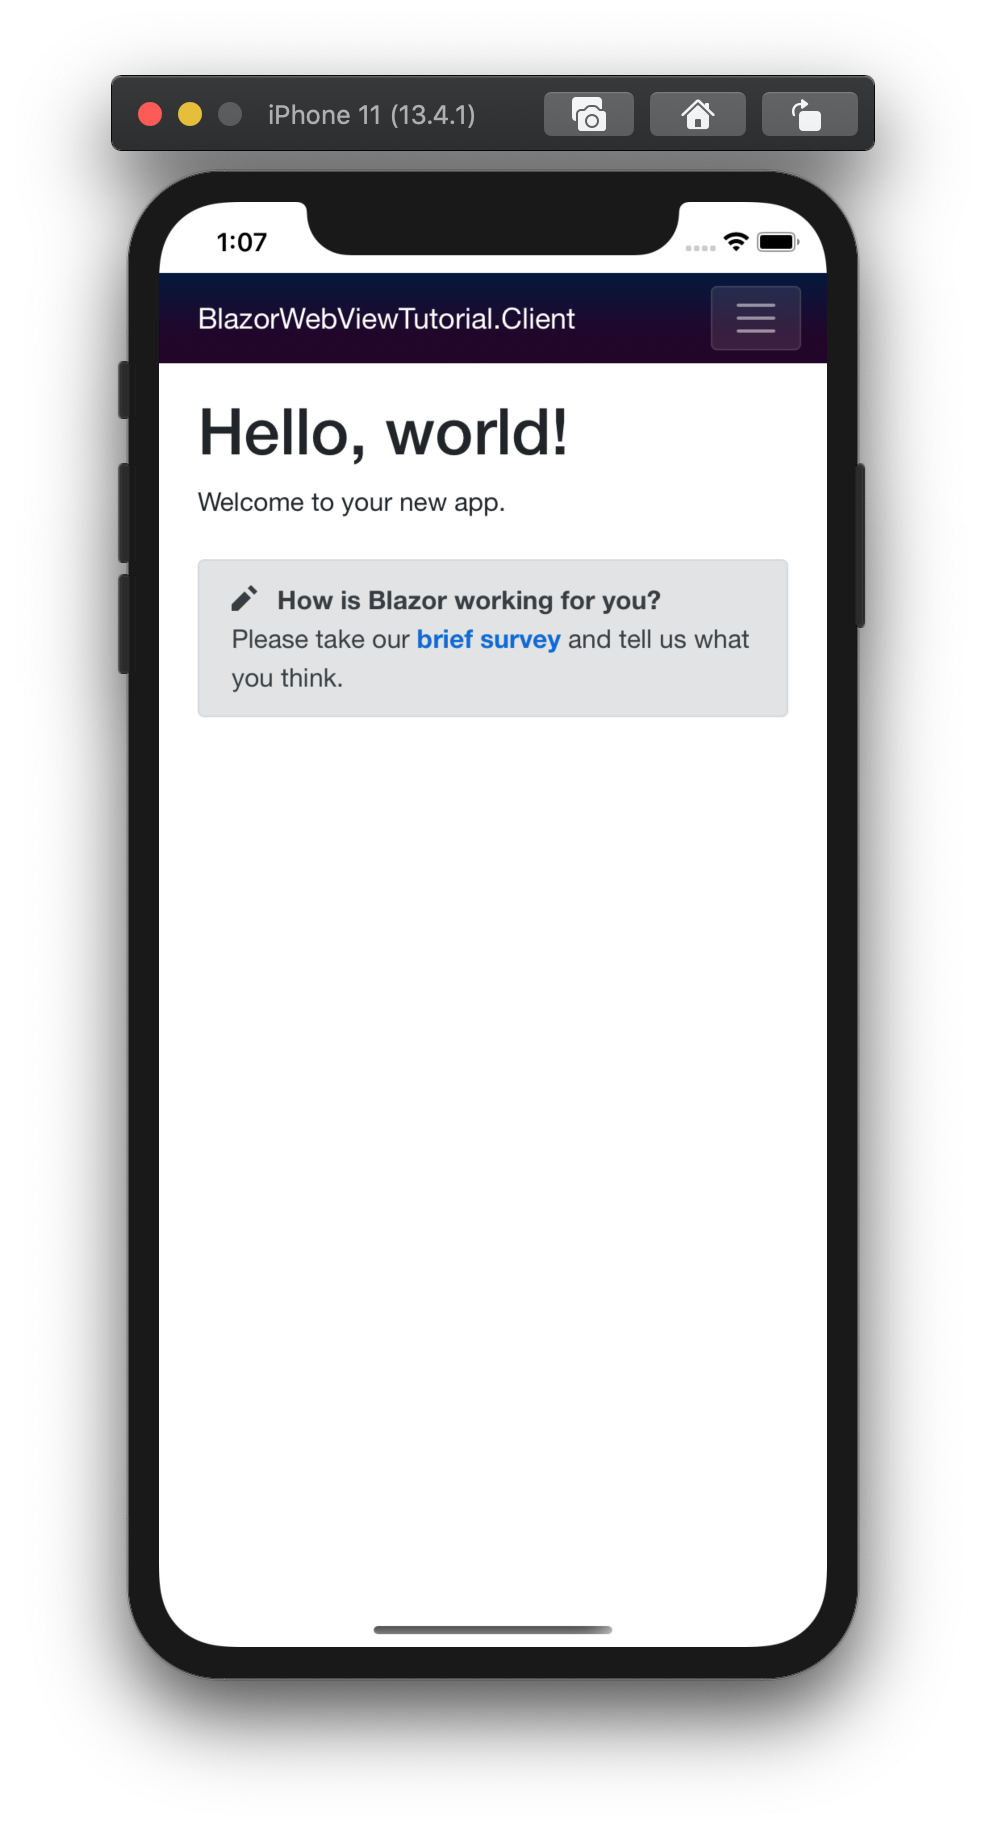 iPhone 11 (13.4.1)
1:07
BlazorWebViewTutorial.Client
Hello, world!
Welcome to your new app.
How is Blazor working for you?
Please take our brief survey and tell us what
you think.